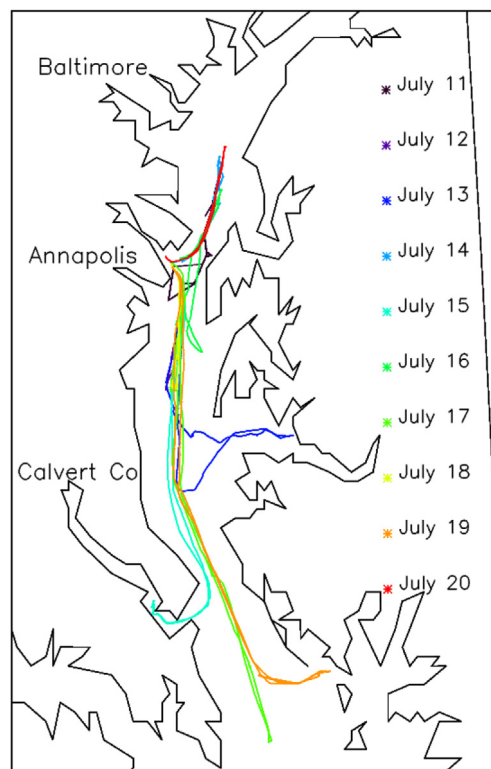 Baltimore
* July 11
* July 12
* July 13
Annapolis
* July 14
* July 15
* July 16
* July 17
Calvert Co
* July 18
* July 19
* July 20